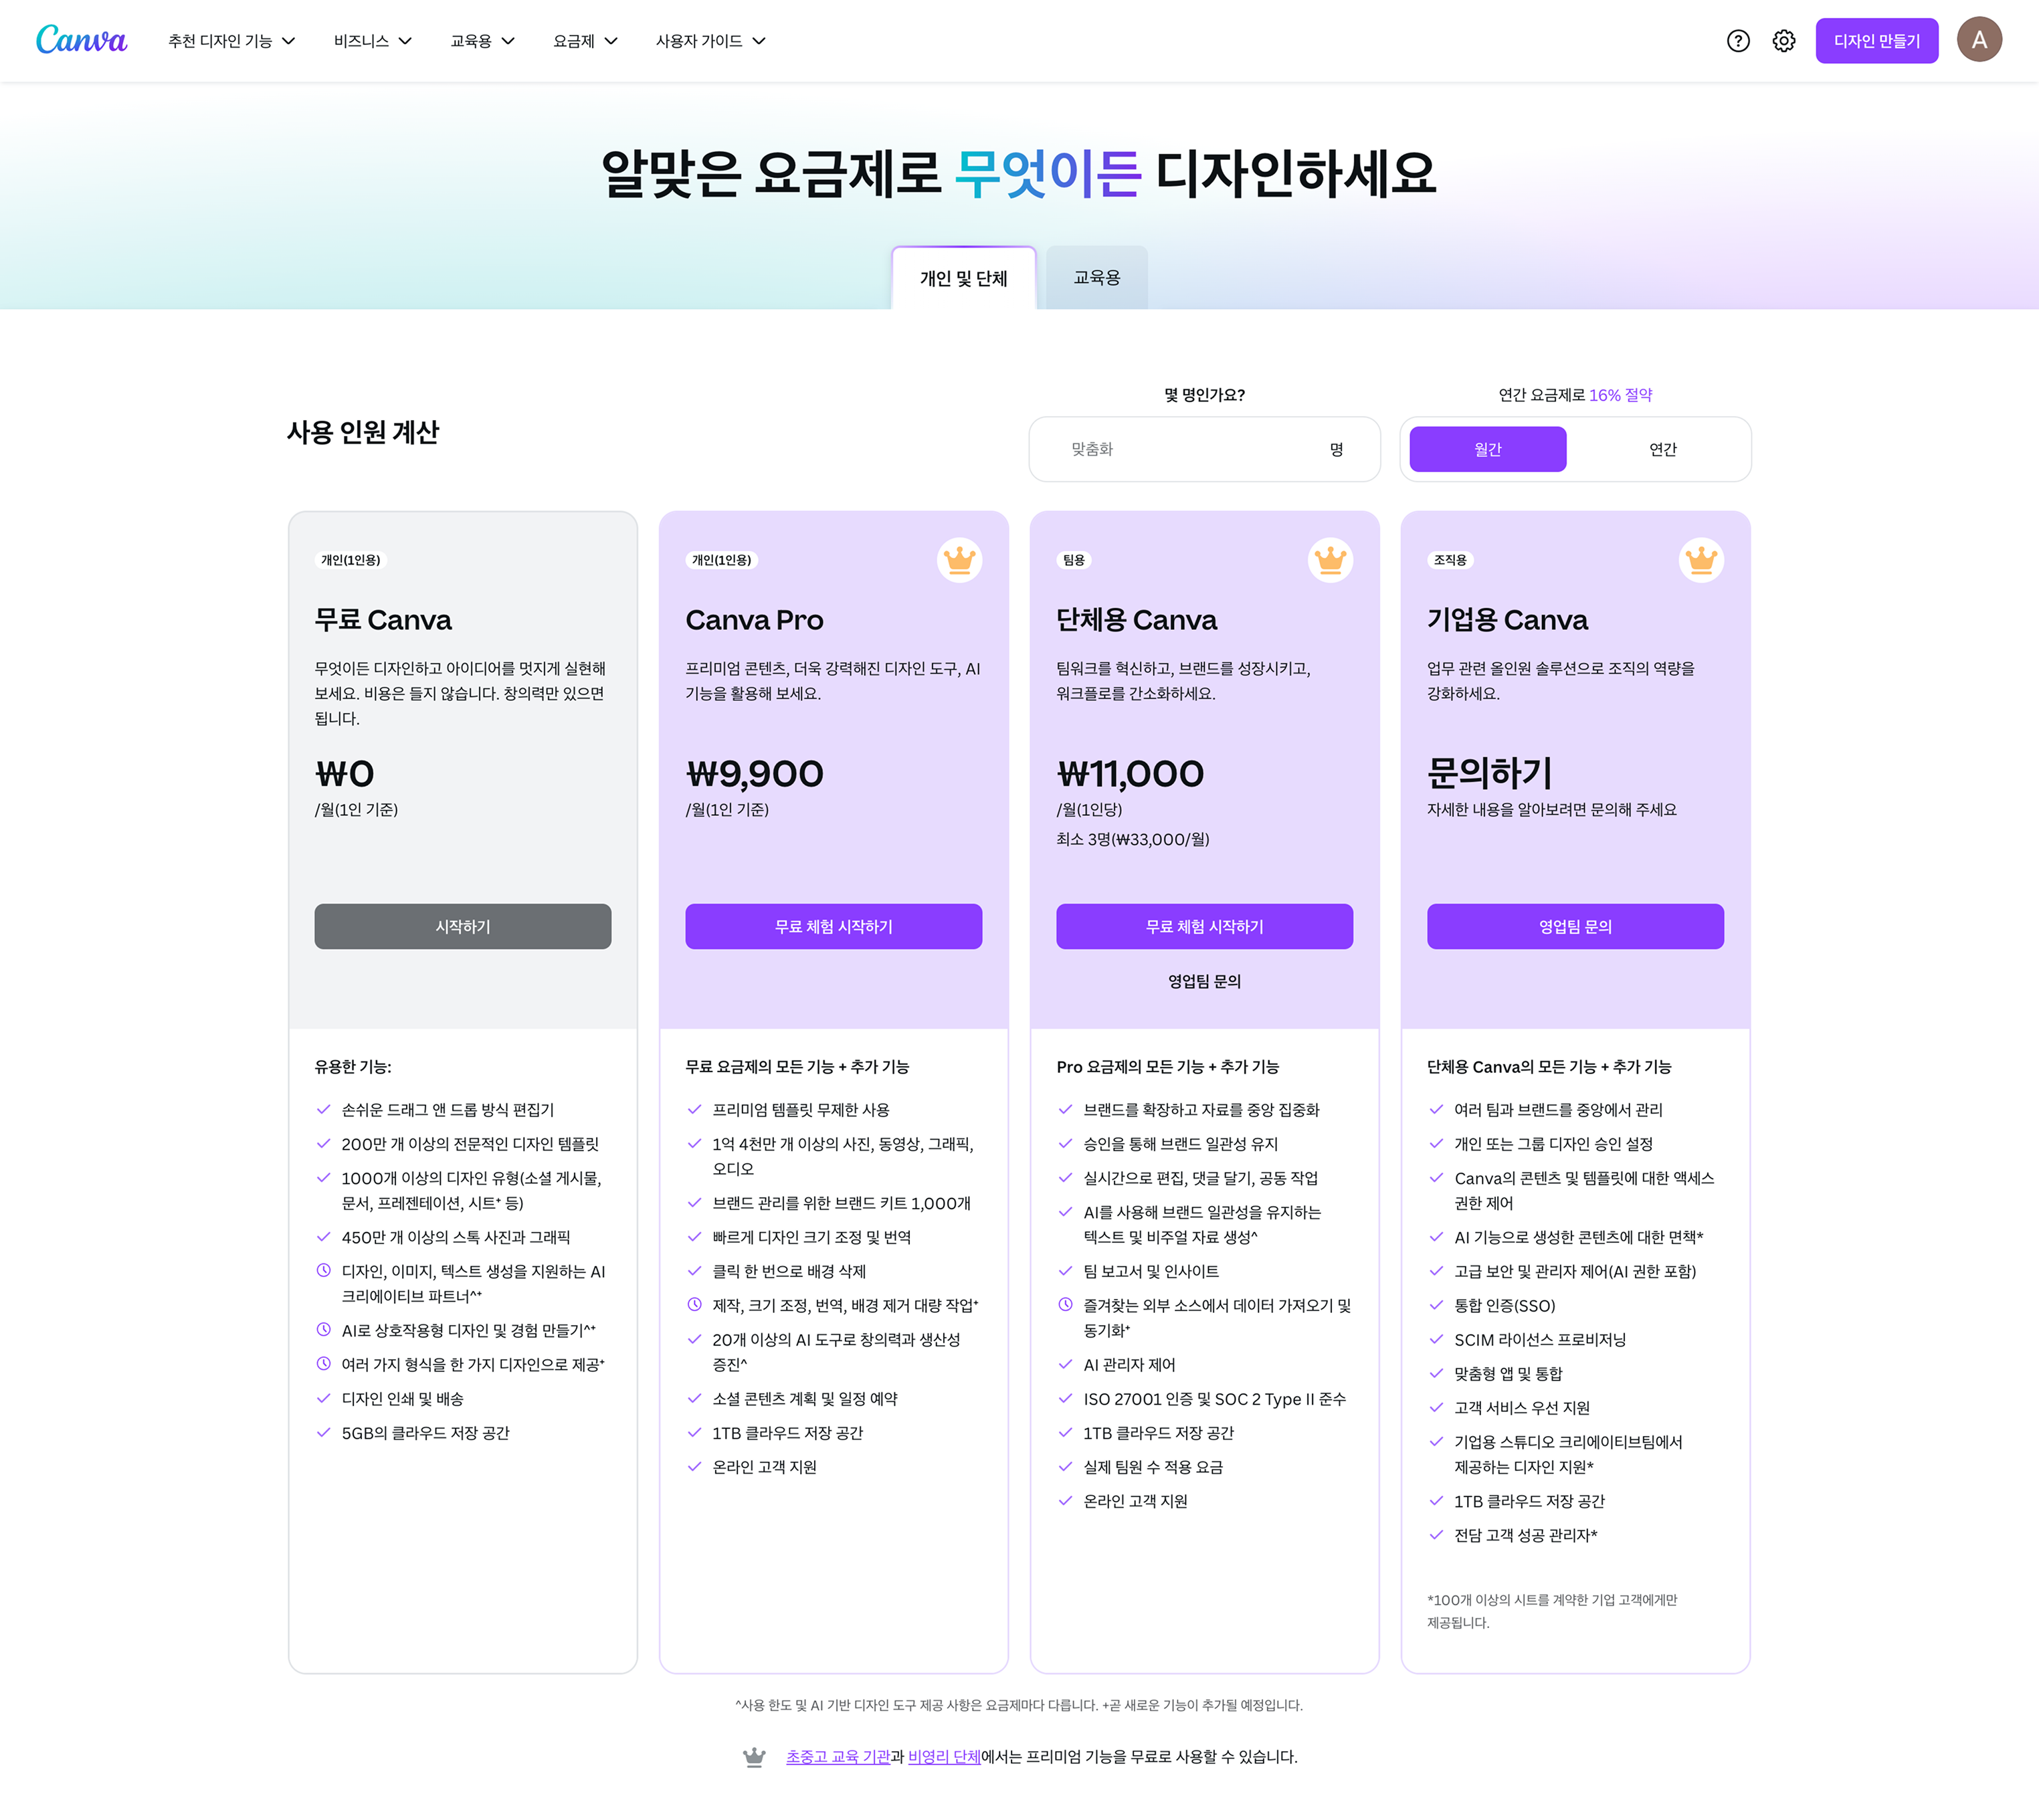 Canva
추천 디자인 기능
비즈니스
교육용
요금제
사용자 가이드
?
디자인 만들기
A
알맞은 요금제로 무엇이든 디자인하세요
개인 및 단체
교육용
사용 인원 계산
몇 명인가요?
맞춤화 명
연간 요금제로 16% 절약
월간 연간
개인(1인용)
무료 Canva
무엇이든 디자인하고 아이디어를 멋지게 실현해
보세요. 비용은 들지 않습니다. 창의력만 있으면
됩니다.
₩0
/월(1인 기준)
시작하기
유용한 기능:
손쉬운 드래그 앤 드롭 방식 편집기
200만 개 이상의 전문적인 디자인 템플릿
1000개 이상의 디자인 유형(소셜 게시물,
문서, 프레젠테이션, 시트⁺ 등)
450만 개 이상의 스톡 사진과 그래픽
디자인, 이미지, 텍스트 생성을 지원하는 AI
크리에이티브 파트너^⁺
AI로 상호작용형 디자인 및 경험 만들기^⁺
여러 가지 형식을 한 가지 디자인으로 제공⁺
디자인 인쇄 및 배송
5GB의 클라우드 저장 공간
개인(1인용)
Canva Pro
프리미엄 콘텐츠, 더욱 강력해진 디자인 도구, AI
기능을 활용해 보세요.
₩9,900
/월(1인 기준)
무료 체험 시작하기
무료 요금제의 모든 기능 + 추가 기능
프리미엄 템플릿 무제한 사용
1억 4천만 개 이상의 사진, 동영상, 그래픽,
오디오
브랜드 관리를 위한 브랜드 키트 1,000개
빠르게 디자인 크기 조정 및 번역
클릭 한 번으로 배경 삭제
제작, 크기 조정, 번역, 배경 제거 대량 작업⁺
20개 이상의 AI 도구로 창의력과 생산성
증진^
소셜 콘텐츠 계획 및 일정 예약
1TB 클라우드 저장 공간
온라인 고객 지원
팀용
단체용 Canva
팀워크를 혁신하고, 브랜드를 성장시키고,
워크플로를 간소화하세요.
₩11,000
/월(1인당)
최소 3명(₩33,000/월)
무료 체험 시작하기
영업팀 문의
Pro 요금제의 모든 기능 + 추가 기능
브랜드를 확장하고 자료를 중앙 집중화
승인을 통해 브랜드 일관성 유지
실시간으로 편집, 댓글 달기, 공동 작업
AI를 사용해 브랜드 일관성을 유지하는
텍스트 및 비주얼 자료 생성^
팀 보고서 및 인사이트
즐겨찾는 외부 소스에서 데이터 가져오기 및
동기화⁺
AI 관리자 제어
ISO 27001 인증 및 SOC 2 Type II 준수
1TB 클라우드 저장 공간
실제 팀원 수 적용 요금
온라인 고객 지원
조직용
기업용 Canva
업무 관련 올인원 솔루션으로 조직의 역량을
강화하세요.
문의하기
자세한 내용을 알아보려면 문의해 주세요
영업팀 문의
단체용 Canva의 모든 기능 + 추가 기능
여러 팀과 브랜드를 중앙에서 관리
개인 또는 그룹 디자인 승인 설정
Canva의 콘텐츠 및 템플릿에 대한 액세스
권한 제어
AI 기능으로 생성한 콘텐츠에 대한 면책*
고급 보안 및 관리자 제어(AI 권한 포함)
통합 인증(SSO)
SCIM 라이선스 프로비저닝
맞춤형 앱 및 통합
고객 서비스 우선 지원
기업용 스튜디오 크리에이티브팀에서
제공하는 디자인 지원*
1TB 클라우드 저장 공간
전담 고객 성공 관리자*
*100개 이상의 시트를 계약한 기업 고객에게만
제공됩니다.
^사용 한도 및 AI 기반 디자인 도구 제공 사항은 요금제마다 다릅니다. +곧 새로운 기능이 추가될 예정입니다.
초중고 교육 기관과 비영리 단체에서는 프리미엄 기능을 무료로 사용할 수 있습니다.